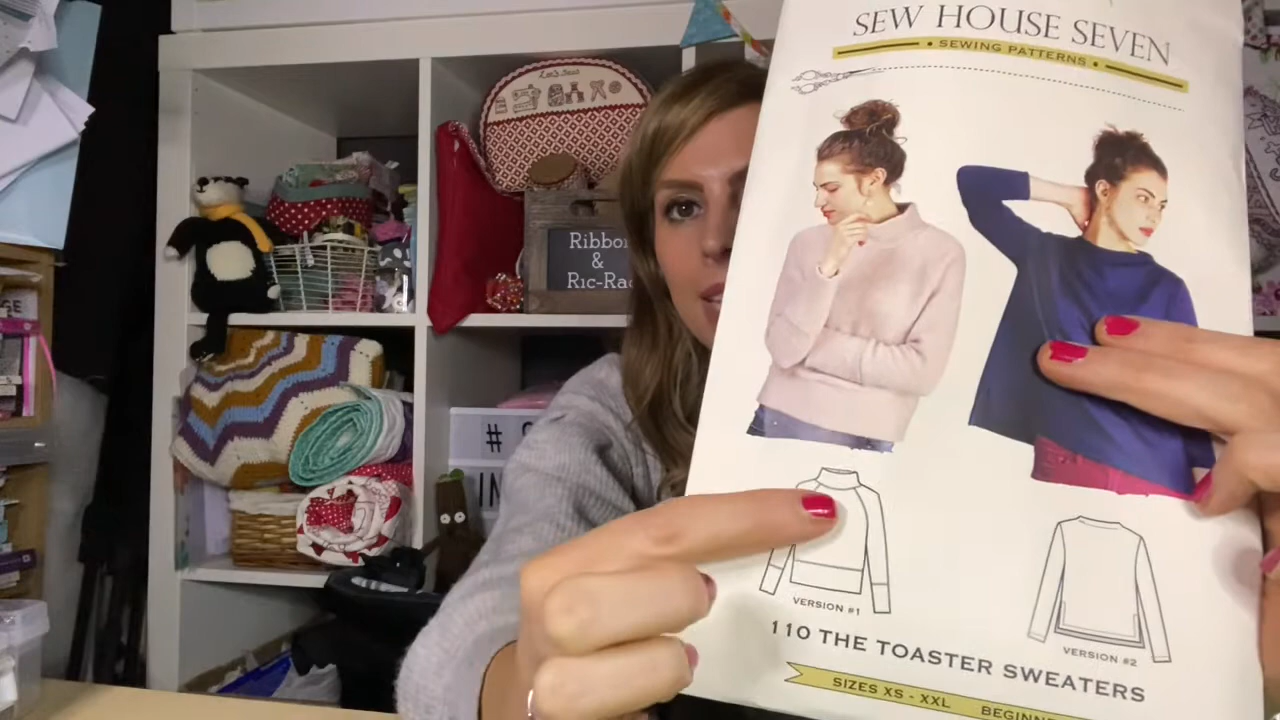 SEW HOUSE SEVEN
• SEWING PATTERNS •
Ribbon
&
Ric-Rac
#
IN
VERSION #1
VERSION #2
110 THE TOASTER SWEATERS
SIZES XS - XXL